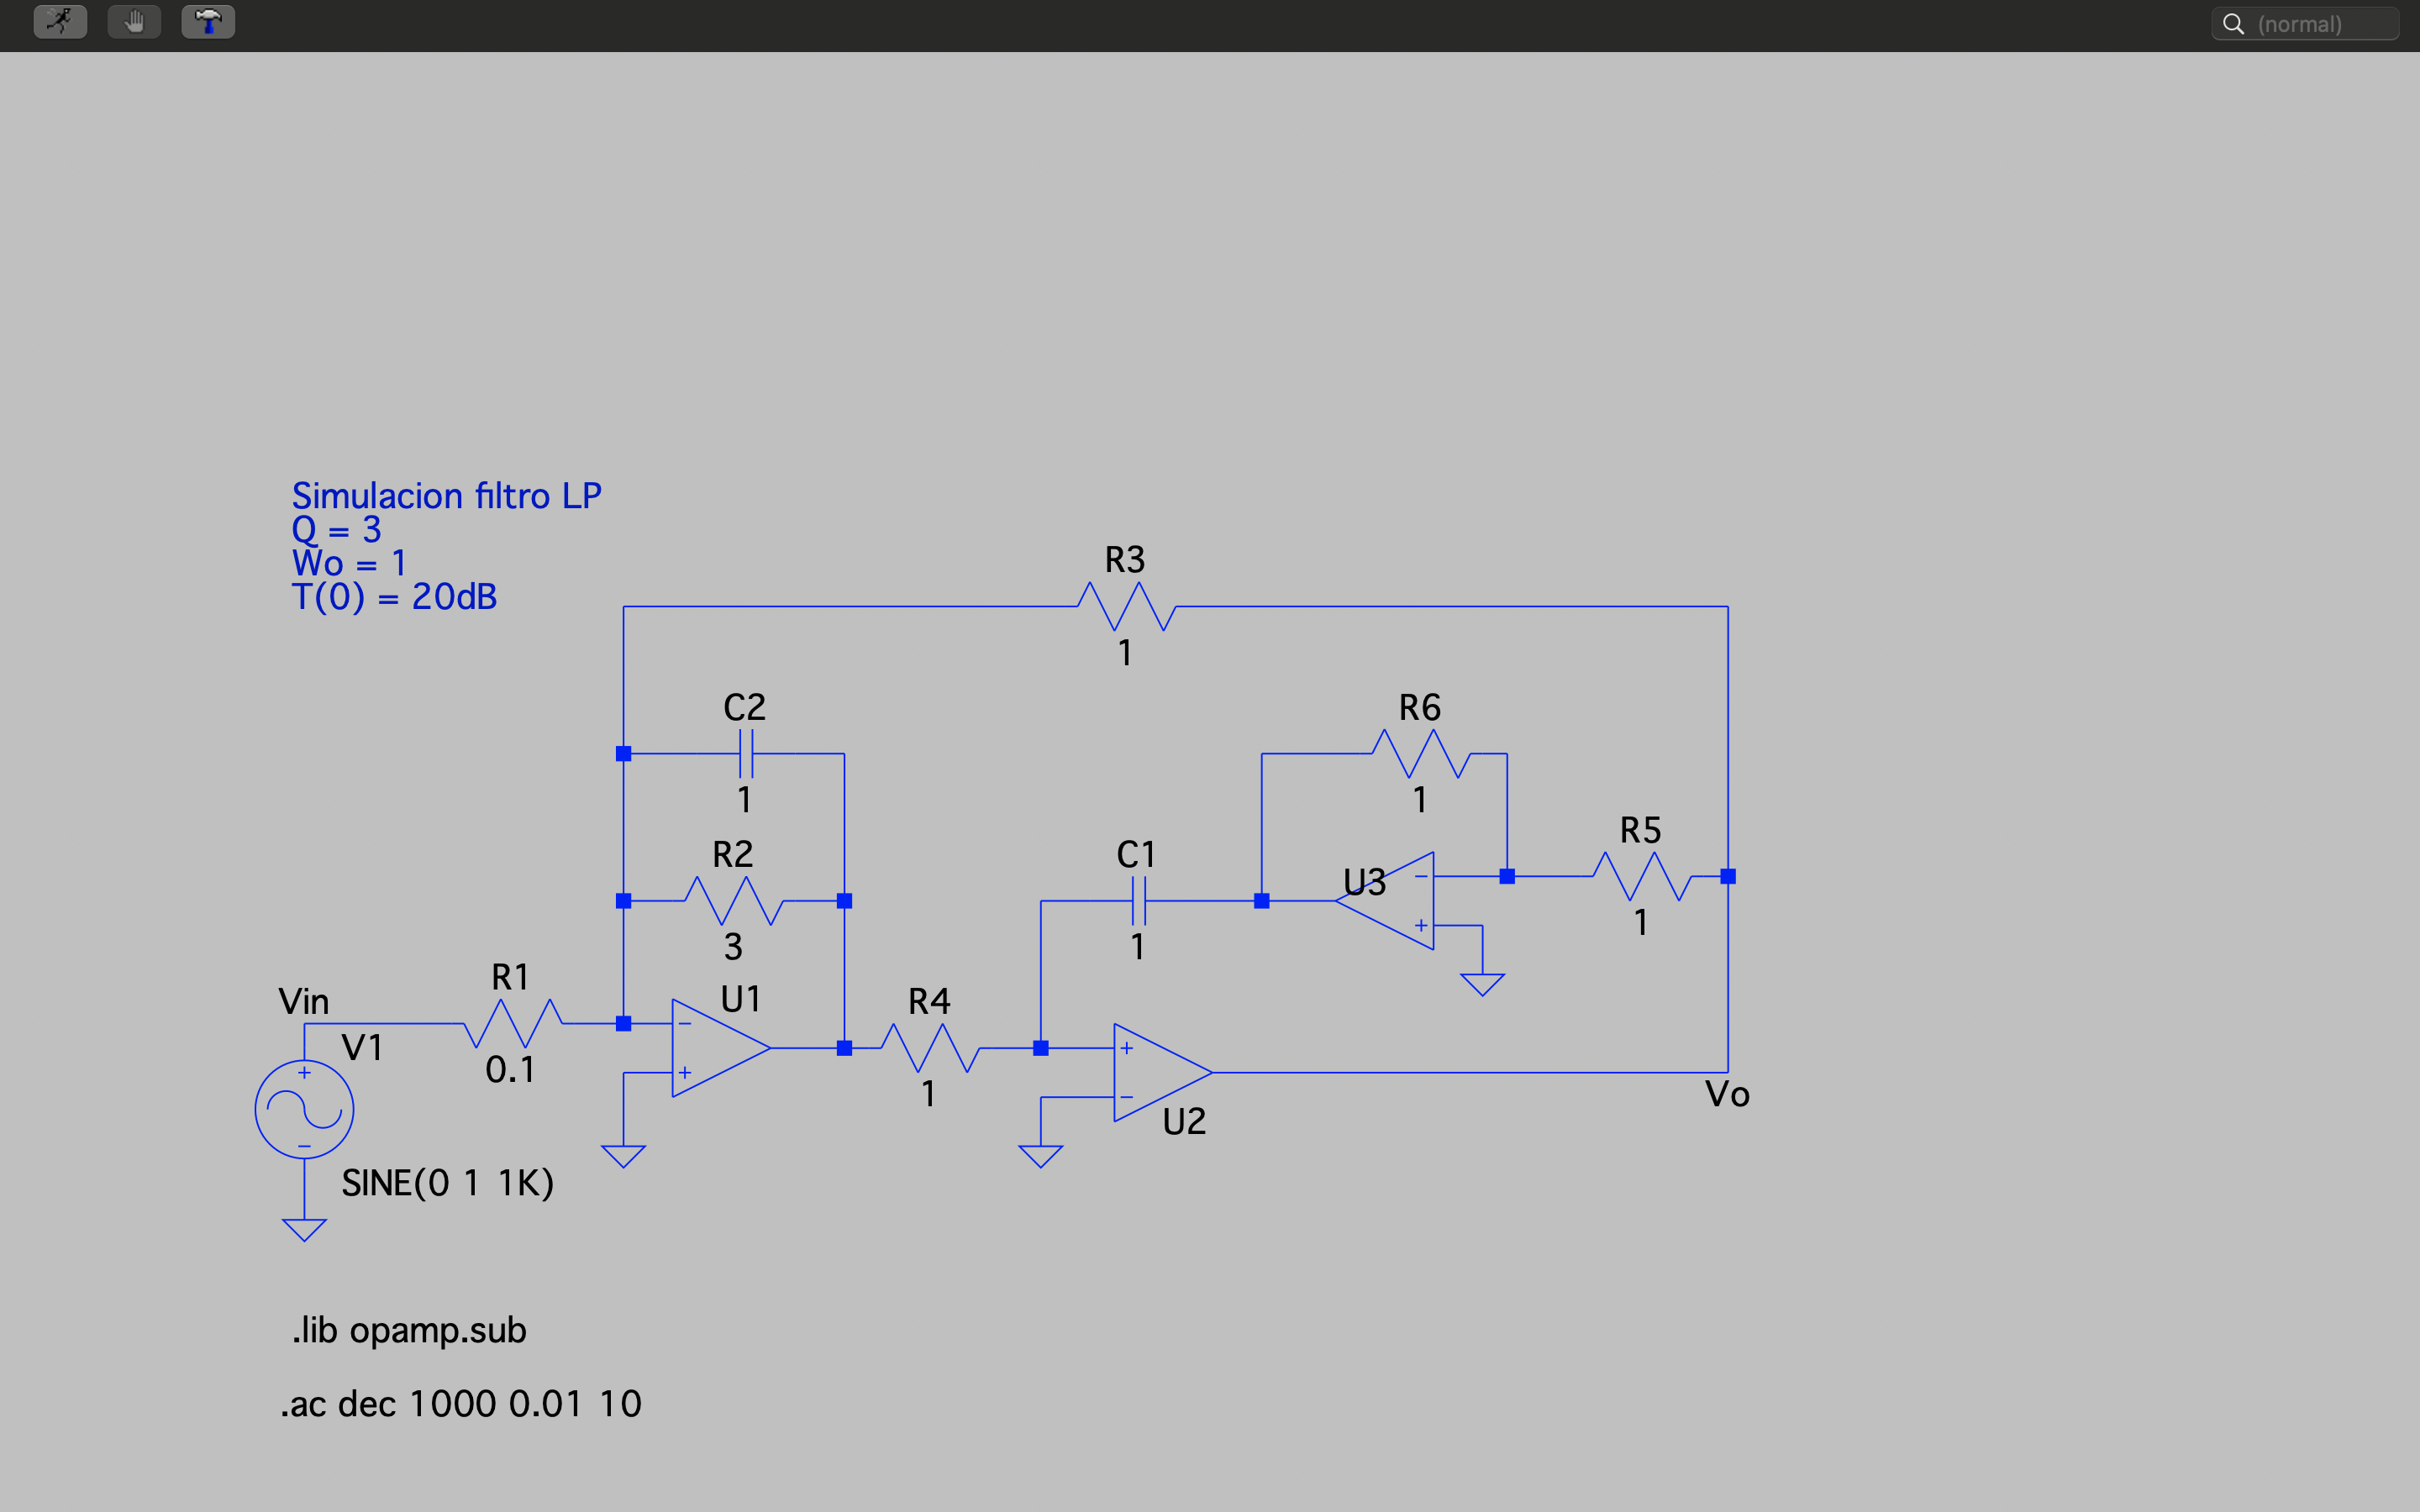 (normal)
Simulacion filtro LP
Q = 3
Wo = 1
T(0) = 20dB
R3
1
C2
1
R6
1
R2
3
C1
1
U3
R5
1
R1
0.1
Vin
V1
U1
R4
1
U2
Vo
SINE(0 1 1K)
.lib opamp.sub
.ac dec 1000 0.01 10